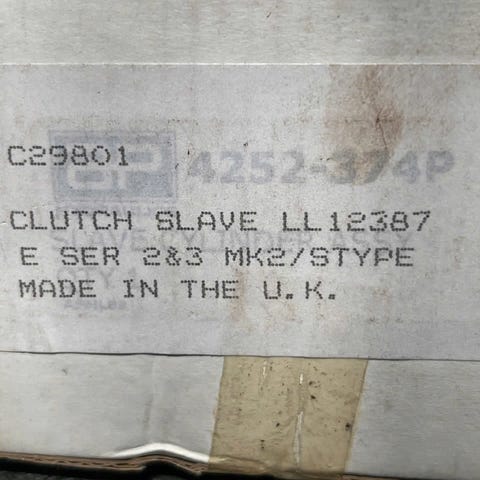 C29801
4252-374P
CLUTCH SLAVE LL12387
E SER 2&3 MK2/STYPE
MADE IN THE U.K.